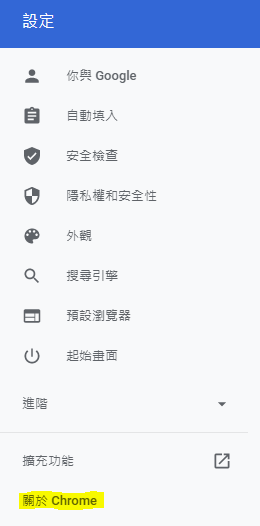 設定
你與 Google
自動填入
安全檢查
隱私權和安全性
外觀
搜尋引擎
預設瀏覽器
起始畫面
進階
擴充功能
關於 Chrome